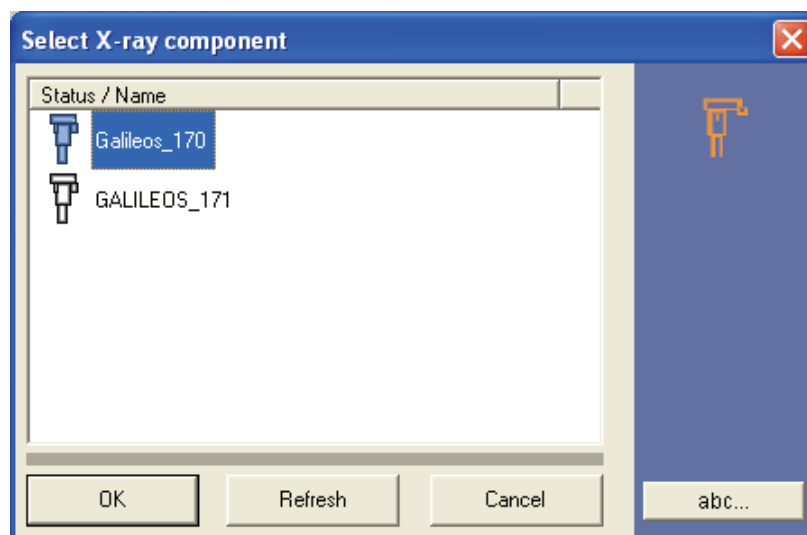 Select X-ray component
Status / Name
Galileos_170
GALILEOS_171
OK
Refresh
Cancel
abc...